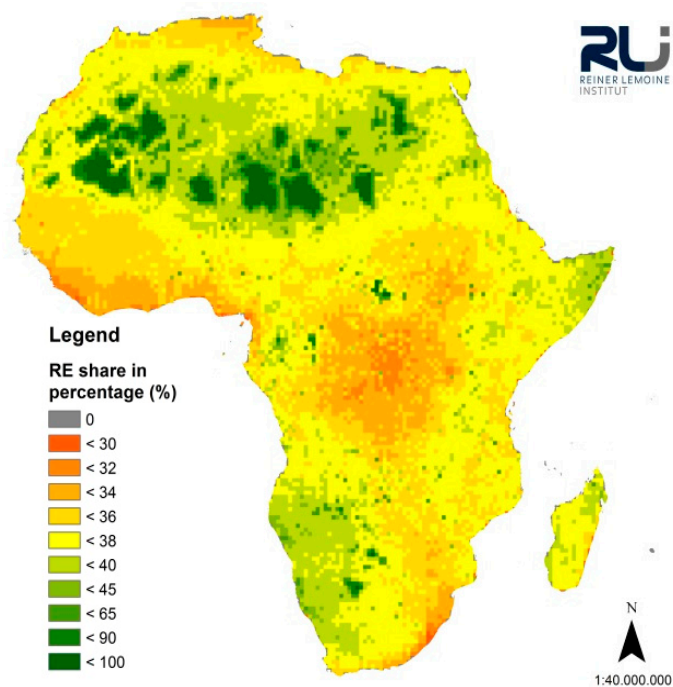 RLI
REINER LEMOINE
INSTITUT
Legend
RE share in
percentage (%)
0
< 30
< 32
< 34
< 36
< 38
< 40
< 45
< 65
< 90
< 100
N
1:40.000.000